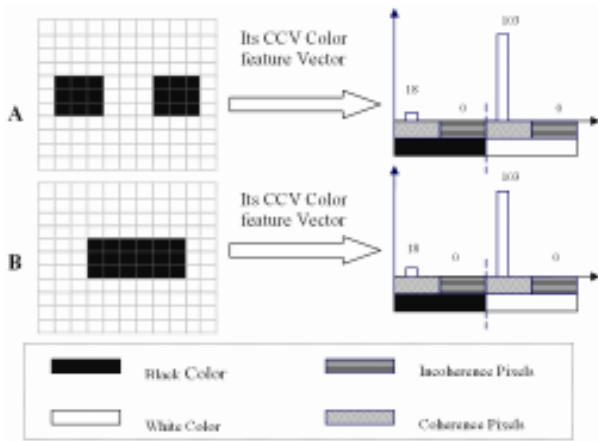 Its CCV Color
feature Vector
103
18
0
0
A
Its CCV Color
feature Vector
103
18
0
0
B
Black Color
Incoherence Pixels
White Color
Coherence Pixels